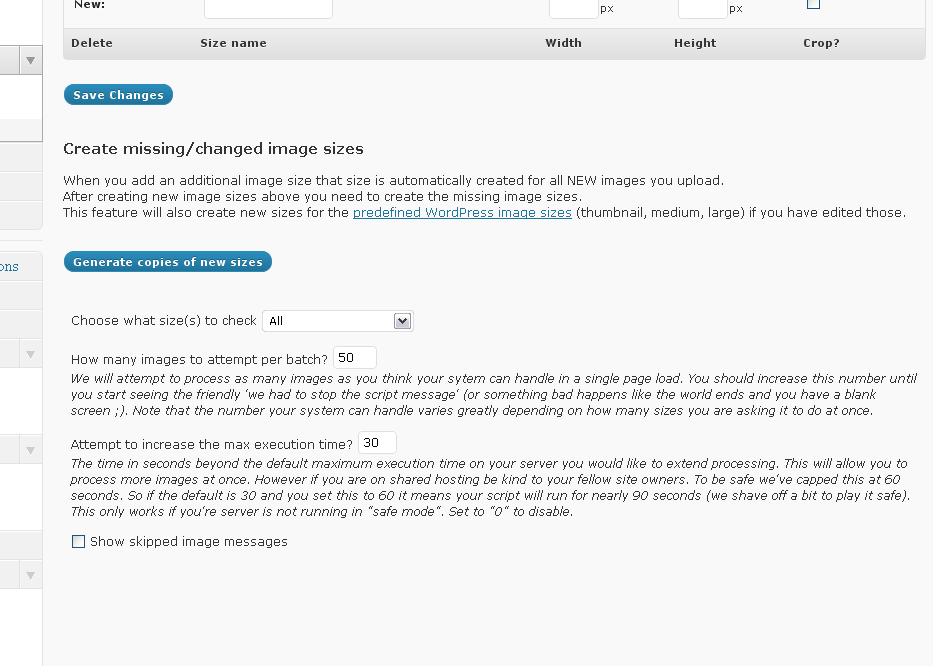 New:
px
px
Delete
Size name
Width
Height
Crop?
Save Changes
Create missing/changed image sizes
When you add an additional image size that size is automatically created for all NEW images you upload.
After creating new image sizes above you need to create the missing image sizes.
This feature will also create new sizes for the predefined WordPress image sizes (thumbnail, medium, large) if you have edited those.
Generate copies of new sizes
ons
Choose what size(s) to check All
How many images to attempt per batch? 50
We will attempt to process as many images as you think your sytem can handle in a single page load. You should increase this number until
you start seeing the friendly 'we had to stop the script message' (or something bad happens like the world ends and you have a blank
screen ;). Note that the number your system can handle varies greatly depending on how many sizes you are asking it to do at once.
Attempt to increase the max execution time? 30
The time in seconds beyond the default maximum execution time on your server you would like to extend processing. This will allow you to
process more images at once. However if you are on shared hosting be kind to your fellow site owners. To be safe we've capped this at 60
seconds. So if the default is 30 and you set this to 60 it means your script will run for nearly 90 seconds (we shave off a bit to play it safe).
This only works if you're server is not running in "safe mode". Set to "0" to disable.
Show skipped image messages